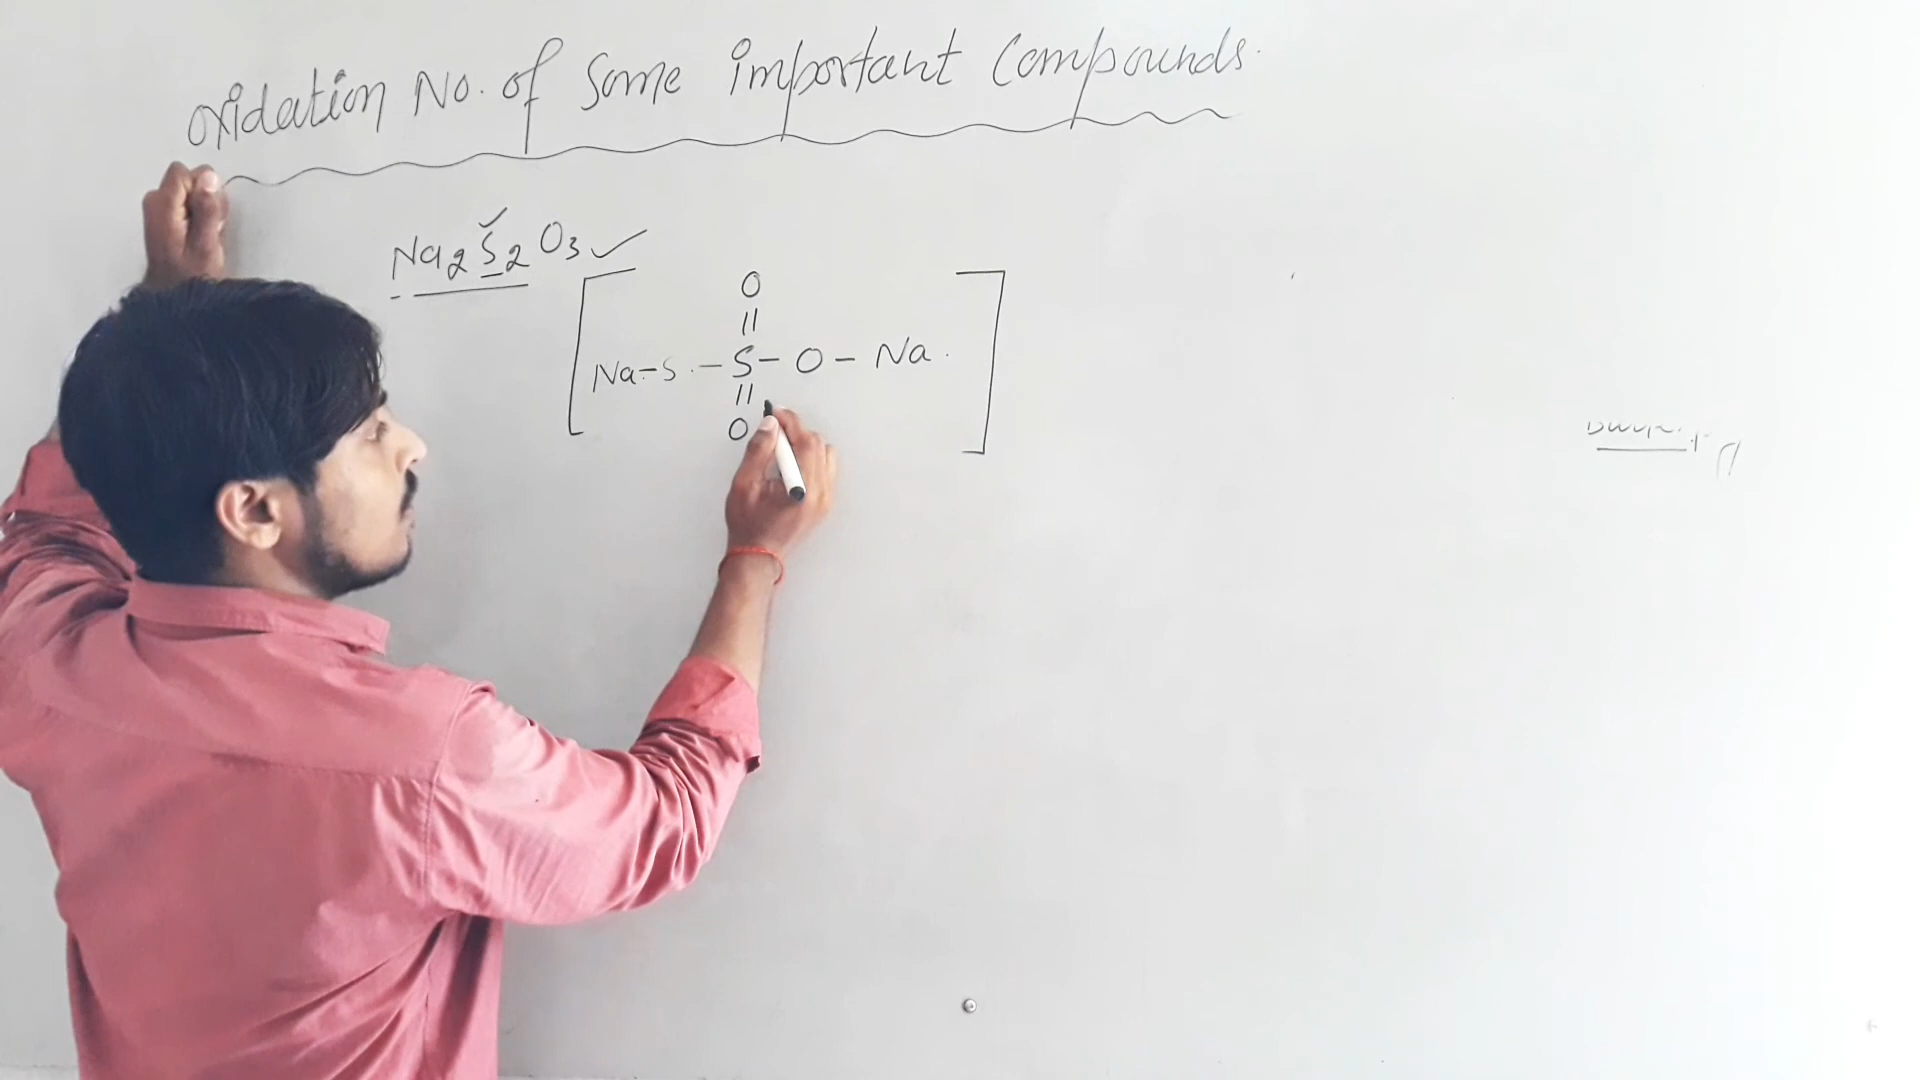 Oxidation No. of Some important Compounds.
Na2S2O3
O
||
Na-S-S-O-Na.
||
O